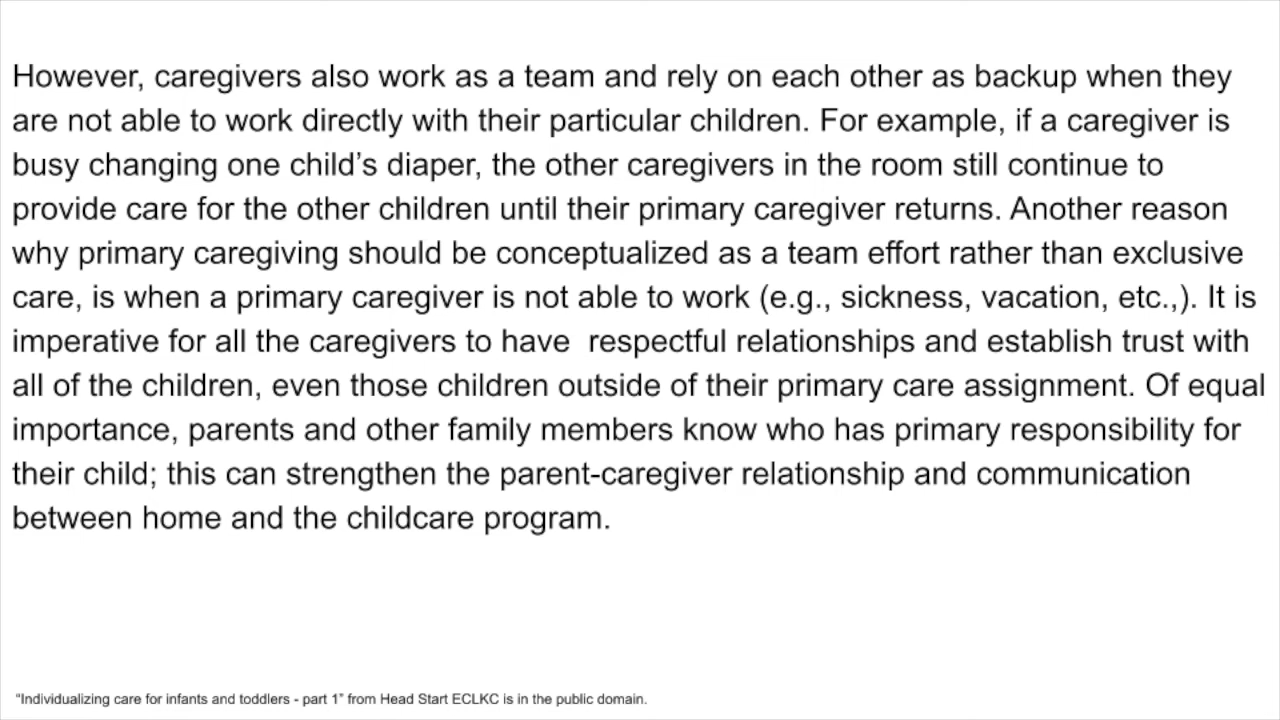 However, caregivers also work as a team and rely on each other as backup when they
are not able to work directly with their particular children. For example, if a caregiver is
busy changing one child’s diaper, the other caregivers in the room still continue to
provide care for the other children until their primary caregiver returns. Another reason
why primary caregiving should be conceptualized as a team effort rather than exclusive
care, is when a primary caregiver is not able to work (e.g., sickness, vacation, etc.,). It is
imperative for all the caregivers to have  respectful relationships and establish trust with
all of the children, even those children outside of their primary care assignment. Of equal
importance, parents and other family members know who has primary responsibility for
their child; this can strengthen the parent-caregiver relationship and communication
between home and the childcare program.
“Individualizing care for infants and toddlers - part 1” from Head Start ECLKC is in the public domain.